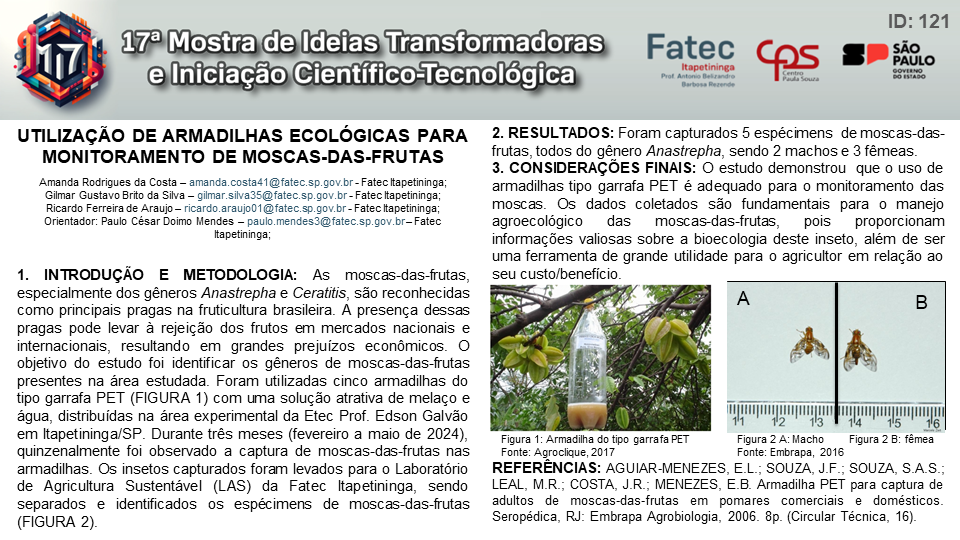 ID: 121
17
17ª Mostra de Ideias Transformadoras
e Iniciação Científico-Tecnológica
Fatec
Itapetininga
Prof. Antonio Belizandro
Barbosa Rezende
CPS
Centro
Paula Souza
SP
SÃO
PAULO
GOVERNO
DO ESTADO
UTILIZAÇÃO DE ARMADILHAS ECOLÓGICAS PARA
MONITORAMENTO DE MOSCAS-DAS-FRUTAS
Amanda Rodrigues da Costa – amanda.costa41@fatec.sp.gov.br - Fatec Itapetininga;
Gilmar Gustavo Brito da Silva – gilmar.silva35@fatec.sp.gov.br - Fatec Itapetininga;
Ricardo Ferreira de Araujo – ricardo.araujo01@fatec.sp.gov.br - Fatec Itapetininga;
Orientador: Paulo César Doimo Mendes – paulo.mendes3@fatec.sp.gov.br – Fatec
Itapetininga;
1. INTRODUÇÃO E METODOLOGIA: As moscas-das-frutas,
especialmente dos gêneros Anastrepha e Ceratitis, são reconhecidas
como principais pragas na fruticultura brasileira. A presença dessas
pragas pode levar à rejeição dos frutos em mercados nacionais e
internacionais, resultando em grandes prejuízos econômicos. O
objetivo do estudo foi identificar os gêneros de moscas-das-frutas
presentes na área estudada. Foram utilizadas cinco armadilhas do
tipo garrafa PET (FIGURA 1) com uma solução atrativa de melaço e
água, distribuídas na área experimental da Etec Prof. Edson Galvão
em Itapetininga/SP. Durante três meses (fevereiro a maio de 2024),
quinzenalmente foi observado a captura de moscas-das-frutas nas
armadilhas. Os insetos capturados foram levados para o Laboratório
de Agricultura Sustentável (LAS) da Fatec Itapetininga, sendo
separados e identificados os espécimens de moscas-das-frutas
(FIGURA 2).
2. RESULTADOS: Foram capturados 5 espécimens de moscas-das-
frutas, todos do gênero Anastrepha, sendo 2 machos e 3 fêmeas.
3. CONSIDERAÇÕES FINAIS: O estudo demonstrou que o uso de
armadilhas tipo garrafa PET é adequado para o monitoramento das
moscas. Os dados coletados são fundamentais para o manejo
agroecológico das moscas-das-frutas, pois proporcionam
informações valiosas sobre a bioecologia deste inseto, além de ser
uma ferramenta de grande utilidade para o agricultor em relação ao
seu custo/benefício.
A
B
11 12 13 14 15 16
Figura 1: Armadilha do tipo garrafa PET
Fonte: Agroclique, 2017
Figura 2 A: Macho Figura 2 B: fêmea
Fonte: Embrapa, 2016
REFERÊNCIAS: AGUIAR-MENEZES, E.L.; SOUZA, J.F.; SOUZA, S.A.S.;
LEAL, M.R.; COSTA, J.R.; MENEZES, E.B. Armadilha PET para captura de
adultos de moscas-das-frutas em pomares comerciais e domésticos.
Seropédica, RJ: Embrapa Agrobiologia, 2006. 8p. (Circular Técnica, 16).